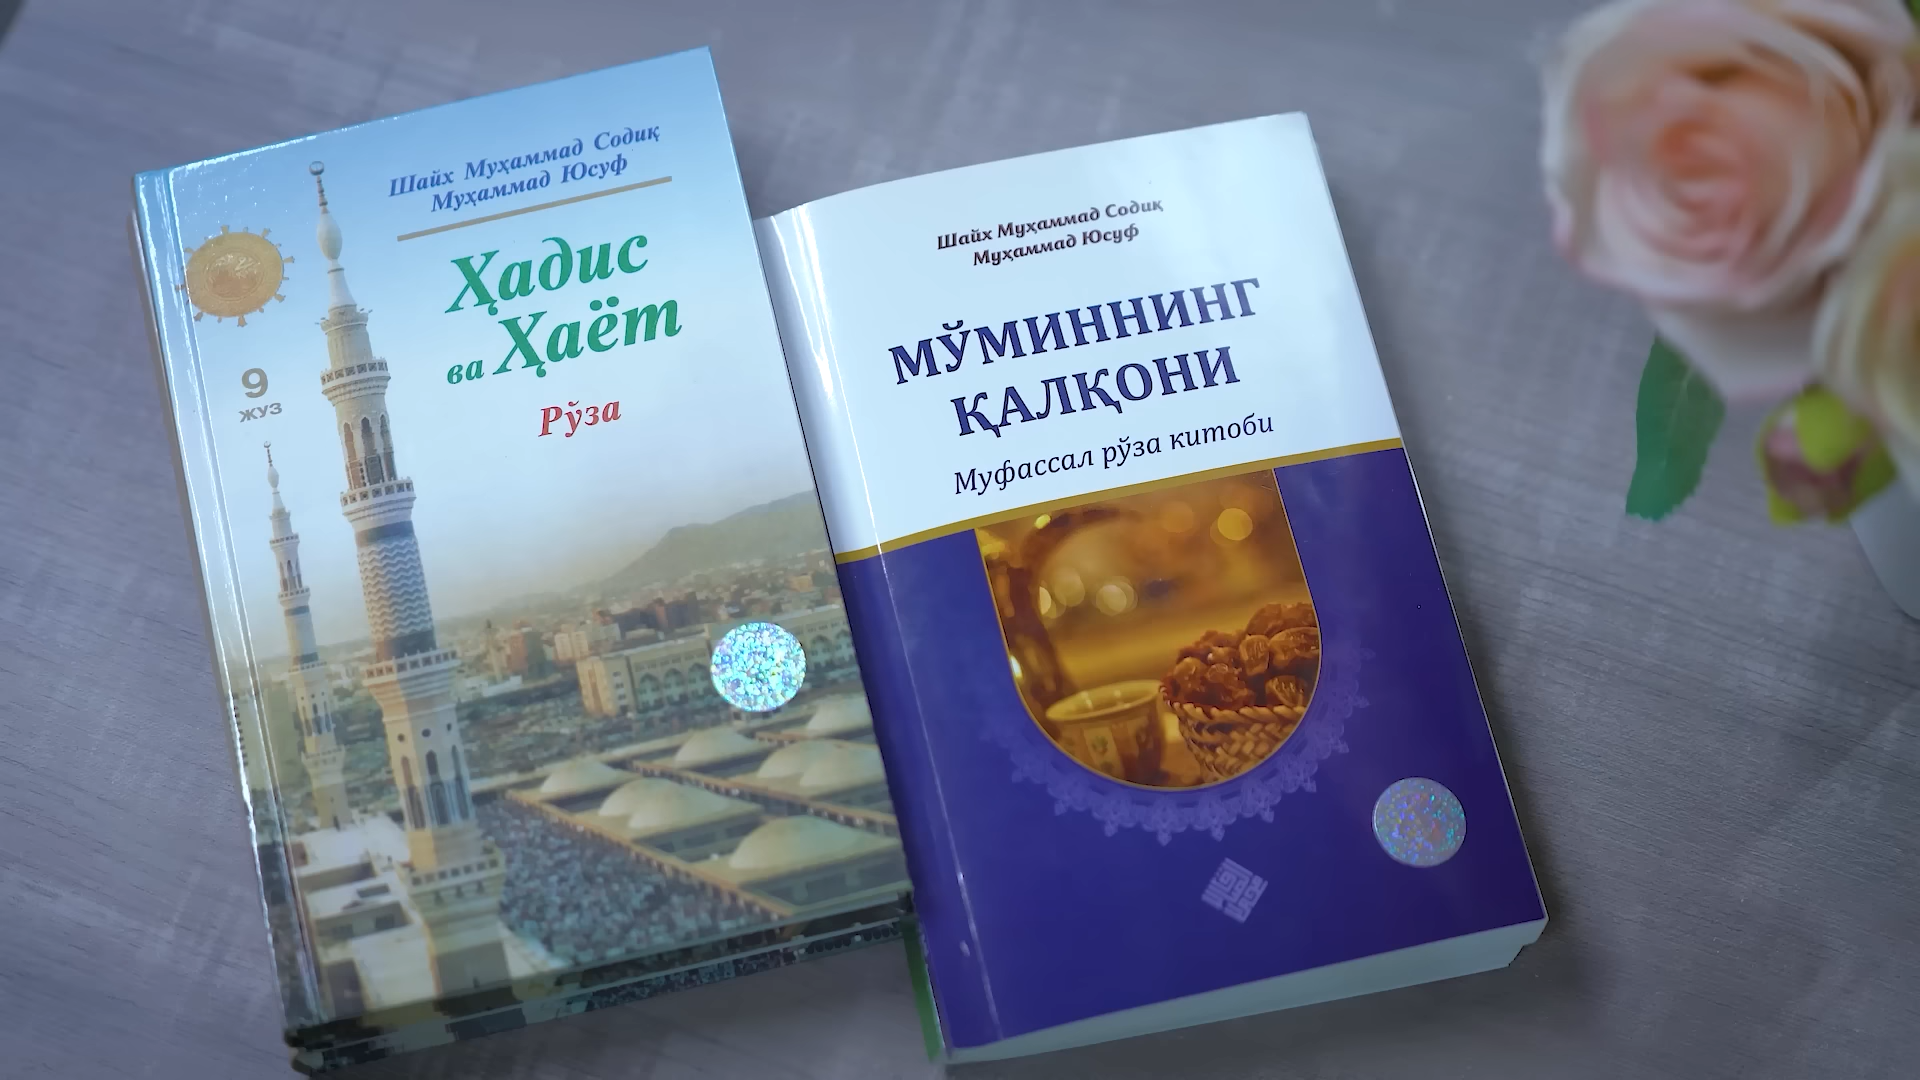 Шайх Муҳаммад Содиқ
Муҳаммад Юсуф
Ҳадис
ва Ҳаёт
Рўза
9
ЖУЗ
Шайх Муҳаммад Содиқ
Муҳаммад Юсуф
МЎМИННИНГ
ҚАЛҚОНИ
Муфассал рўза китоби